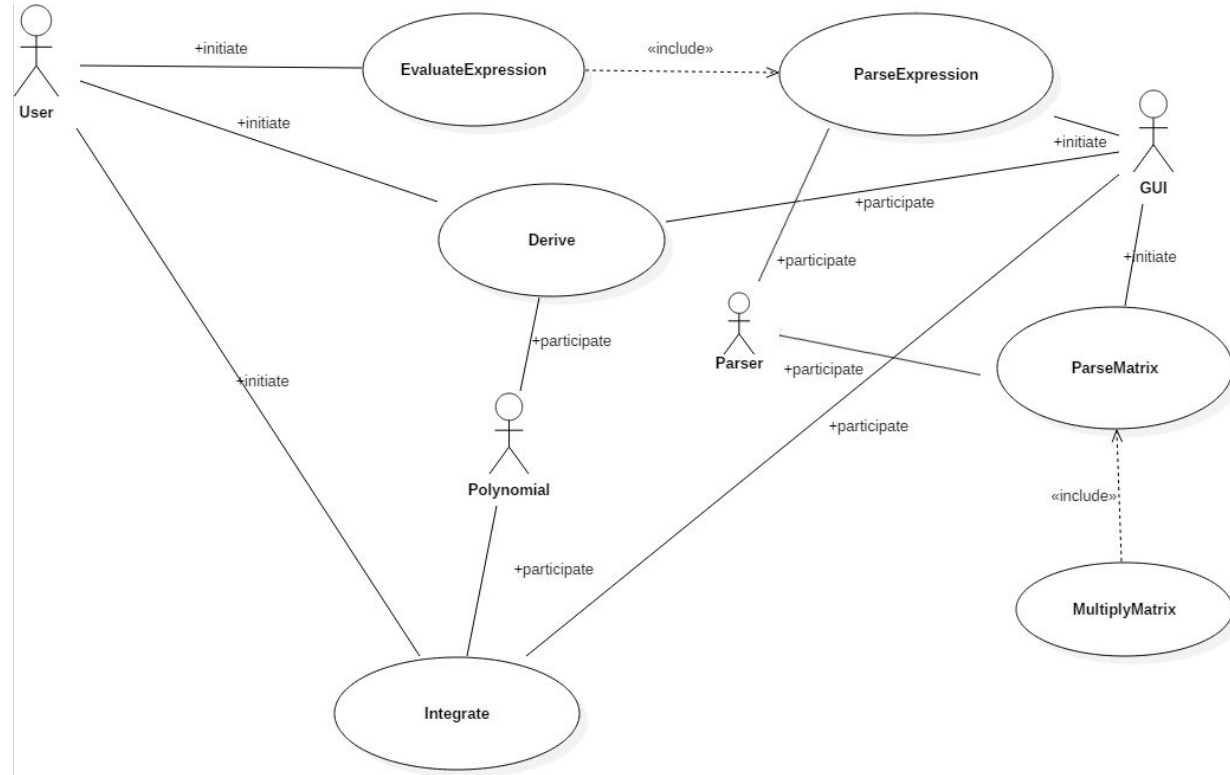 +initiate
«include»
EvaluateExpression
ParseExpression
User
+initiate
+initiate
GUI
+participate
Derive
+initiate
+participate
+participate
Parser
+participate
ParseMatrix
+initiate
+participate
Polynomial
«include»
+participate
MultiplyMatrix
Integrate